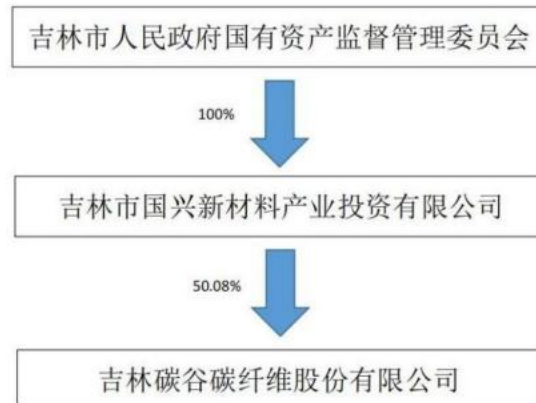 吉林市人民政府国有资产监督管理委员会
100%
吉林市国兴新材料产业投资有限公司
50.08%
吉林碳谷碳纤维股份有限公司